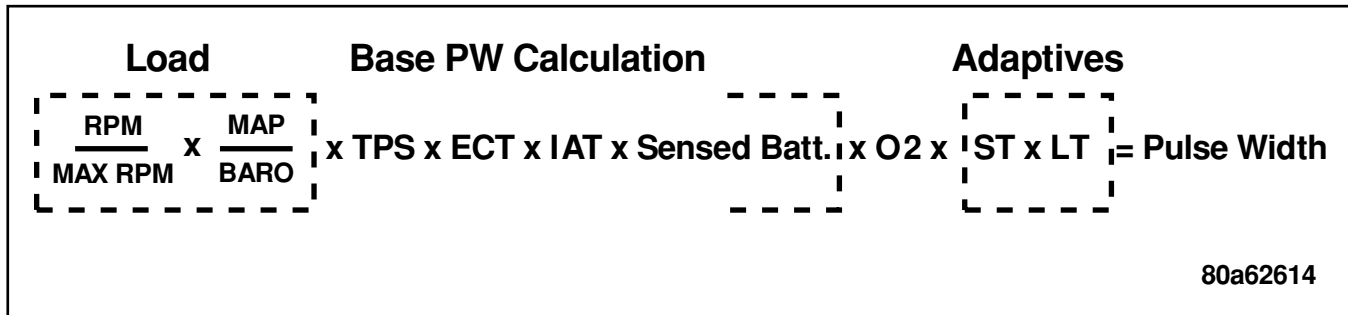 Load Base PW Calculation Adaptives
RPM MAP
x x TPS x ECT x IAT x Sensed Batt. x O2 x ST x LT = Pulse Width
MAX RPM BARO
80a62614